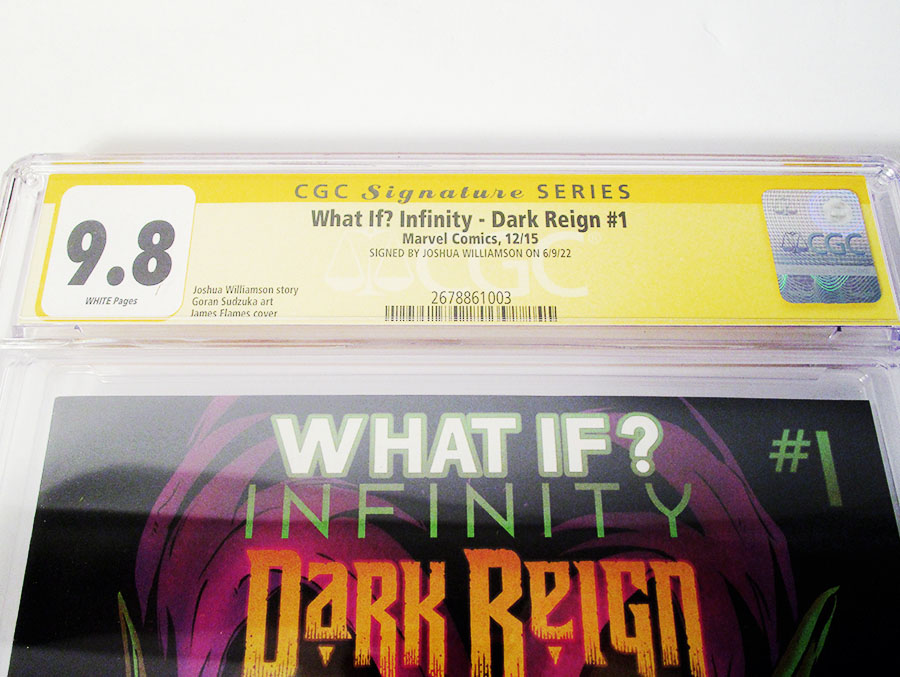 CGC Signature SERIES
What If? Infinity - Dark Reign #1
Marvel Comics, 12/15
SIGNED BY JOSHUA WILLIAMSON ON 6/9/22
9.8
WHITE Pages
Joshua Williamson story
Goran Sudzuka art
James Flames cover
2678861003
CGC
CGC
WHAT IF?
#1
INFINITY
DARK REIGN